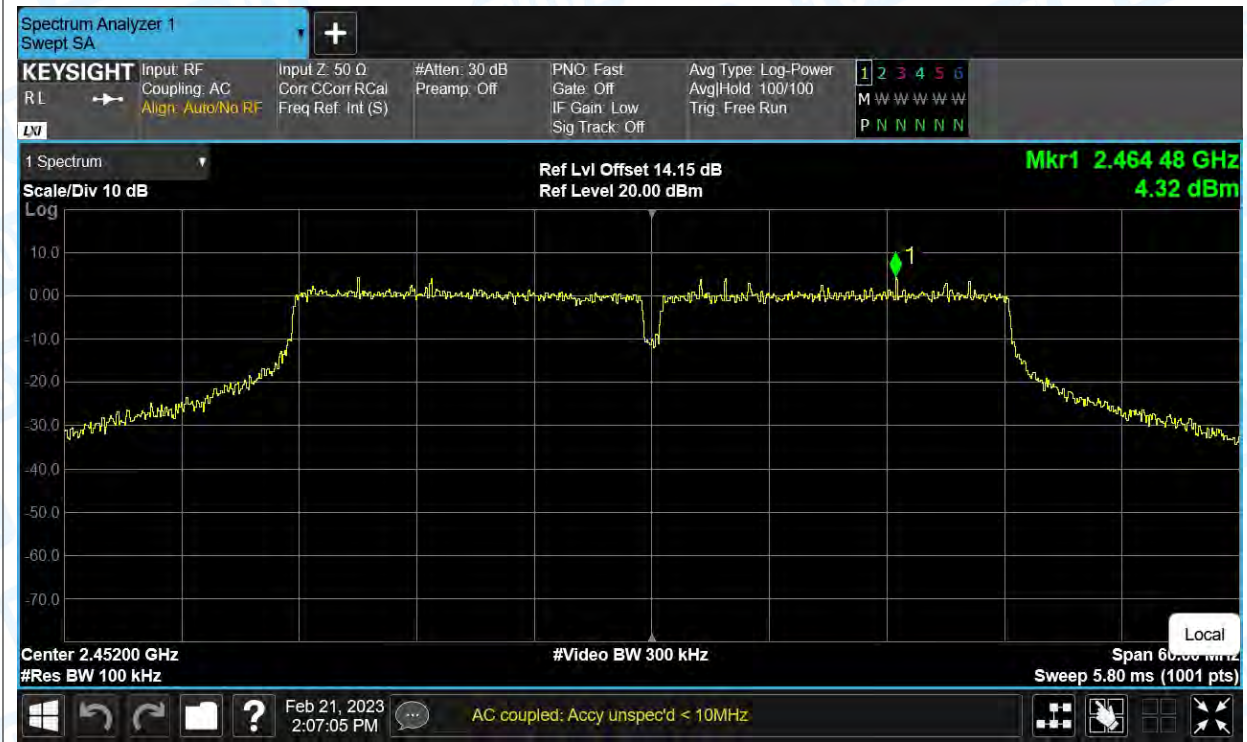 Spectrum Analyzer 1
Swept SA
+
KEYSIGHT
RL
LXI
Input: RF
Coupling: AC
Align: Auto/No RF
Input Z: 50 Ω
Corr CCorr RCal
Freq Ref: Int (S)
#Atten: 30 dB
Preamp: Off
PNO: Fast
Gate: Off
IF Gain: Low
Sig Track: Off
Avg Type: Log-Power
Avg|Hold: 100/100
Trig: Free Run
1 2 3 4 5 6
M W W W W W
P N N N N N
1 Spectrum
Scale/Div 10 dB
Log
Ref Lvl Offset 14.15 dB
Ref Level 20.00 dBm
Mkr1 2.464 48 GHz
4.32 dBm
10.0
0.00
-10.0
-20.0
-30.0
-40.0
-50.0
-60.0
-70.0
1
Local
Center 2.45200 GHz
#Res BW 100 kHz
#Video BW 300 kHz
Span 60.00 MHz
Sweep 5.80 ms (1001 pts)
?
Feb 21, 2023
2:07:05 PM
AC coupled: Accy unspec'd < 10MHz